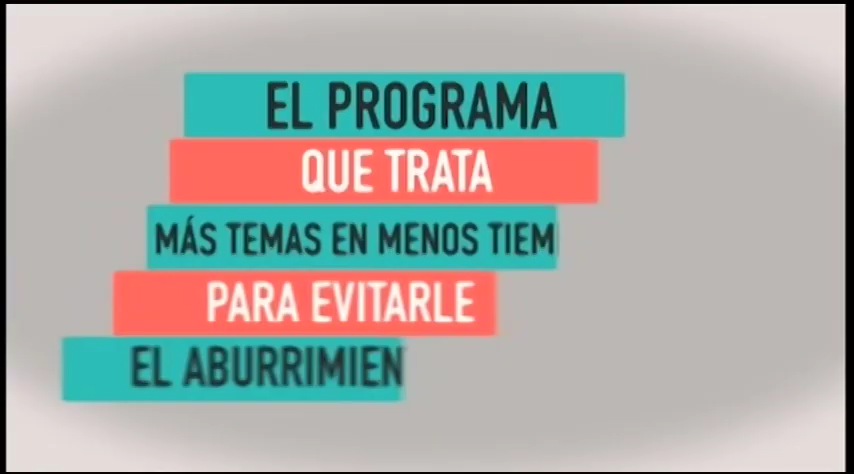 EL PROGRAMA
QUE TRATA
MÁS TEMAS EN MENOS TIEM
PARA EVITARLE
EL ABURRIMIEN